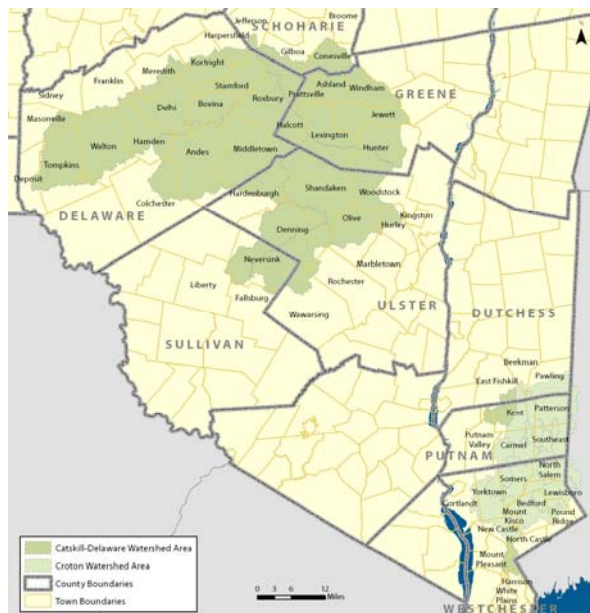 Jefferson
Broome
SCHOHARIE
Harpersfield
Gilboa
Conesville
Kortright
Meredith
Franklin
Stamford
Ashland
Windham
Prattsville
GREENE
Sidney
Delhi
Bovina
Roxbury
Jewett
Masonville
Halcott
Lexington
Hamden
Walton
Andes
Middletown
Hunter
Tompkins
Deposit
Shandaken
Woodstock
Hardenburgh
Colchester
DELAWARE
Olive
Kingston
Hurley
Denning
Neversink
Marbletown
Liberty
Rochester
Fallsburg
ULSTER
Wawarsing
DUTCHESS
SULLIVAN
Beekman
Pawling
East Fishkill
Kent
Patterson
Putnam
Valley
Carmel
Southeast
PUTNAM
North
Salem
Somers
Yorktown
Lewisboro
Cortlandt
Bedford
Mount
Kisco
Pound
Ridge
New Castle
North Castle
Mount
Pleasant
Harrison
White
Plains
WESTCHESTER
Catskill-Delaware Watershed Area
Croton Watershed Area
County Boundaries
Town Boundaries
0 3 6 12
Miles